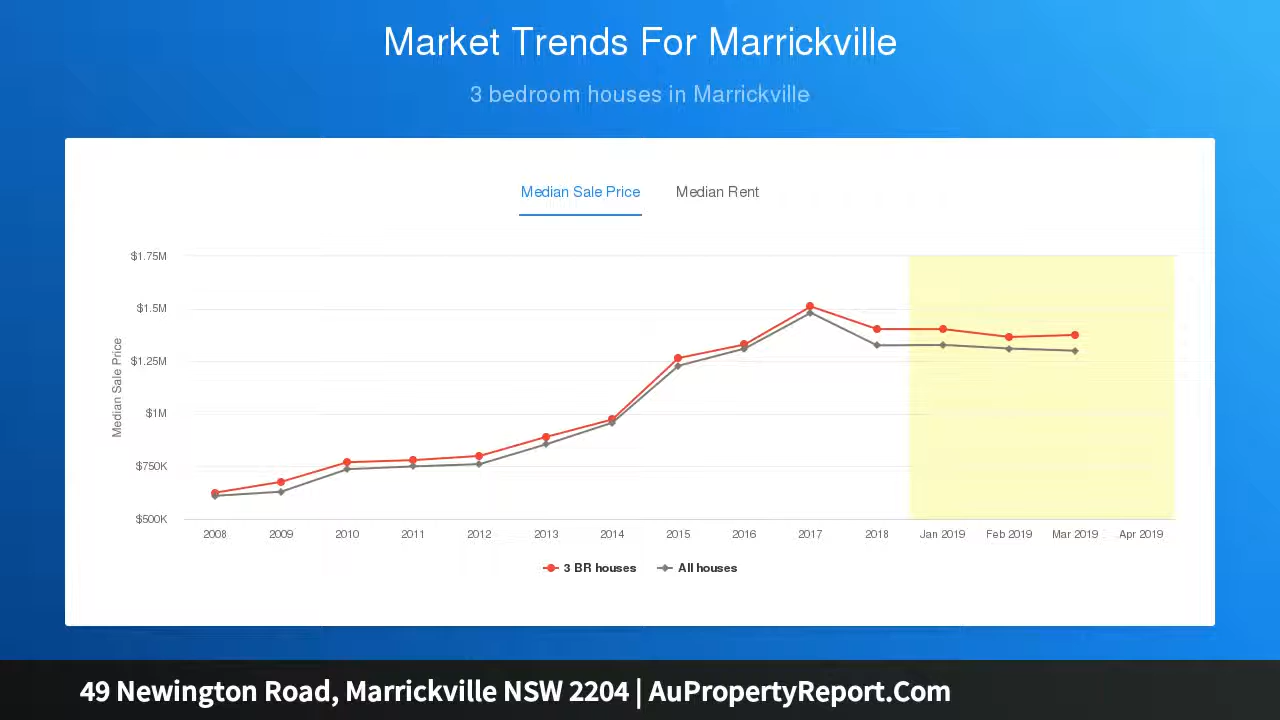 Market Trends For Marrickville
3 bedroom houses in Marrickville
Median Sale Price Median Rent
Median Sale Price
$1.75M
$1.5M
$1.25M
$1M
$750K
$500K
2008 2009 2010 2011 2012 2013 2014 2015 2016 2017 2018 Jan 2019 Feb 2019 Mar 2019 Apr 2019
3 BR houses All houses
49 Newington Road, Marrickville NSW 2204 | AuPropertyReport.Com